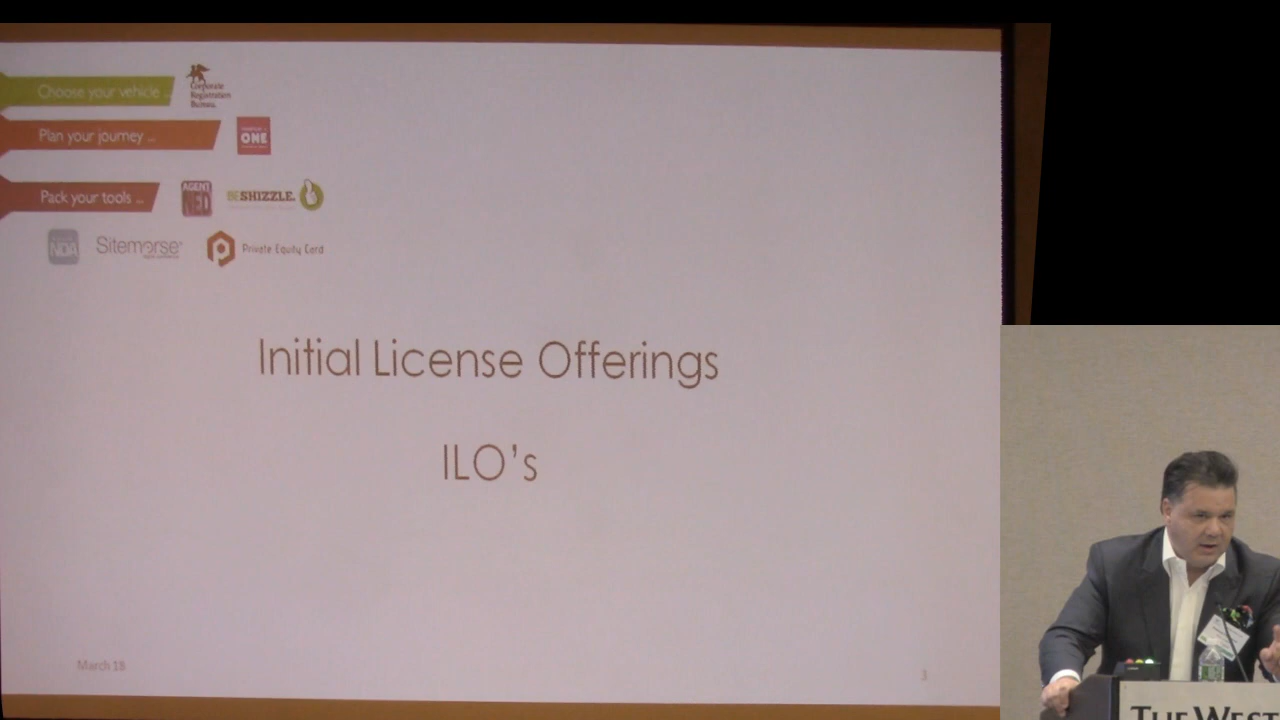 Choose your vehicle ...
Corporate
Registration
Bureau.
Plan your journey ...
ONE
Pack your tools ...
AGENT
NED
BESHIZZLE.
NDA
Sitemorse
Private Equity Card
Initial License Offerings
ILO's
March 18
3
THE WEST